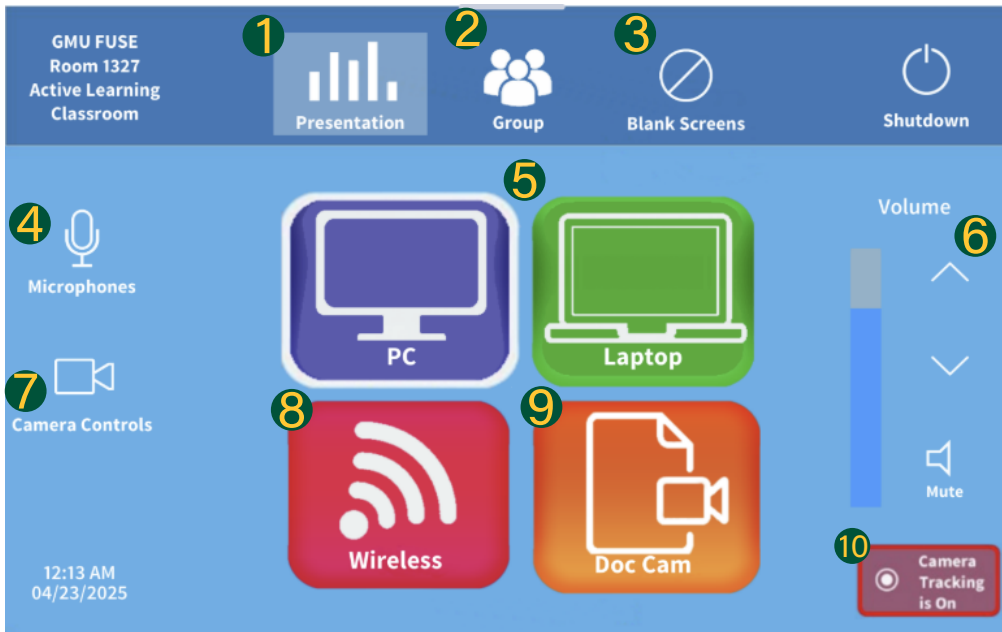 GMU FUSE
Room 1327
Active Learning
Classroom
1
Presentation
2
Group
3
Blank Screens
Shutdown
4
Microphones
5
PC
Laptop
Volume
6
7
Camera Controls
8
Wireless
9
Doc Cam
Mute
10
Camera
Tracking
is On
12:13 AM
04/23/2025